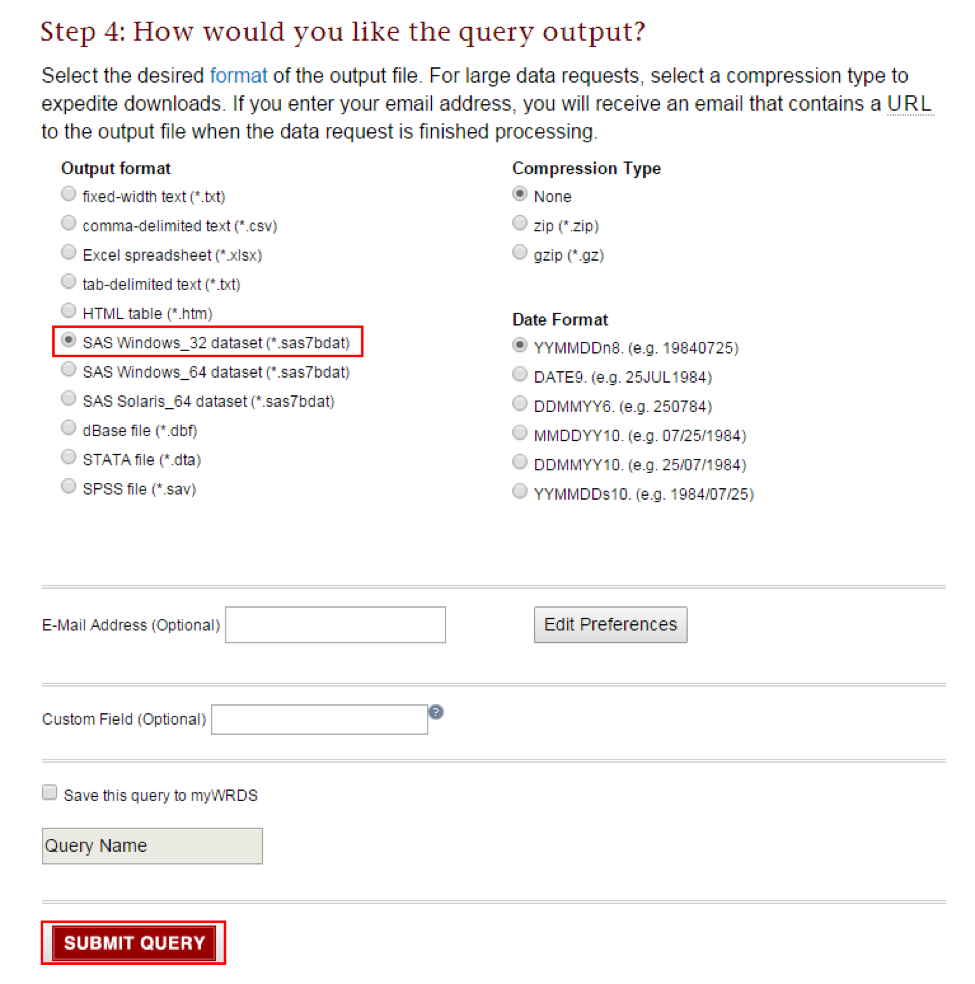 Step 4: How would you like the query output?
Select the desired format of the output file. For large data requests, select a compression type to
expedite downloads. If you enter your email address, you will receive an email that contains a URL
to the output file when the data request is finished processing.
Output format
fixed-width text (*.txt)
comma-delimited text (*.csv)
Excel spreadsheet (*.xlsx)
tab-delimited text (*.txt)
HTML table (*.htm)
SAS Windows_32 dataset (*.sas7bdat)
SAS Windows_64 dataset (*.sas7bdat)
SAS Solaris_64 dataset (*.sas7bdat)
dBase file (*.dbf)
STATA file (*.dta)
SPSS file (*.sav)
Compression Type
None
zip (*.zip)
gzip (*.gz)
Date Format
YYMMDDn8. (e.g. 19840725)
DATE9. (e.g. 25JUL1984)
DDMMYY6. (e.g. 250784)
MMDDYY10. (e.g. 07/25/1984)
DDMMYY10. (e.g. 25/07/1984)
YYMMDDs10. (e.g. 1984/07/25)
E-Mail Address (Optional)
Edit Preferences
Custom Field (Optional)
?
Save this query to myWRDS
Query Name
SUBMIT QUERY